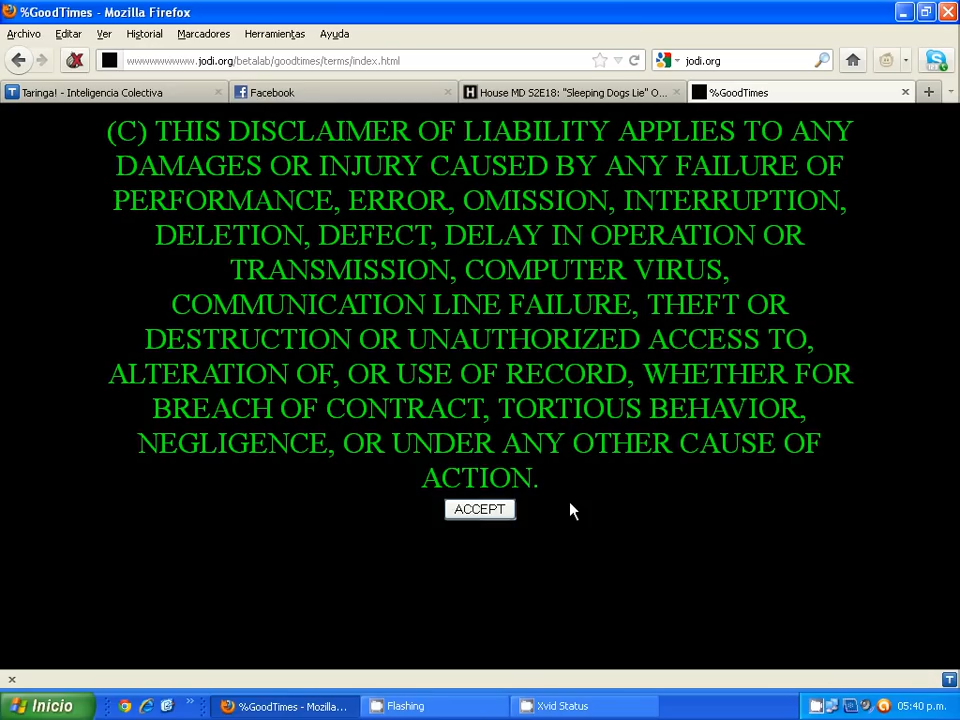 %GoodTimes - Mozilla Firefox
Archivo Editar Ver Historial Marcadores Herramientas Ayuda
wwwwwwwwww.jodi.org/betalab/goodtimes/terms/index.html
jodi.org
Taringa! - Inteligencia Colectiva
Facebook
House MD S2E18: "Sleeping Dogs Lie" O...
%GoodTimes
(C) THIS DISCLAIMER OF LIABILITY APPLIES TO ANY
DAMAGES OR INJURY CAUSED BY ANY FAILURE OF
PERFORMANCE, ERROR, OMISSION, INTERRUPTION,
DELETION, DEFECT, DELAY IN OPERATION OR
TRANSMISSION, COMPUTER VIRUS,
COMMUNICATION LINE FAILURE, THEFT OR
DESTRUCTION OR UNAUTHORIZED ACCESS TO,
ALTERATION OF, OR USE OF RECORD, WHETHER FOR
BREACH OF CONTRACT, TORTIOUS BEHAVIOR,
NEGLIGENCE, OR UNDER ANY OTHER CAUSE OF
ACTION.
ACCEPT
Inicio
%GoodTimes - Mozilla...
Flashing
Xvid Status
05:40 p.m.